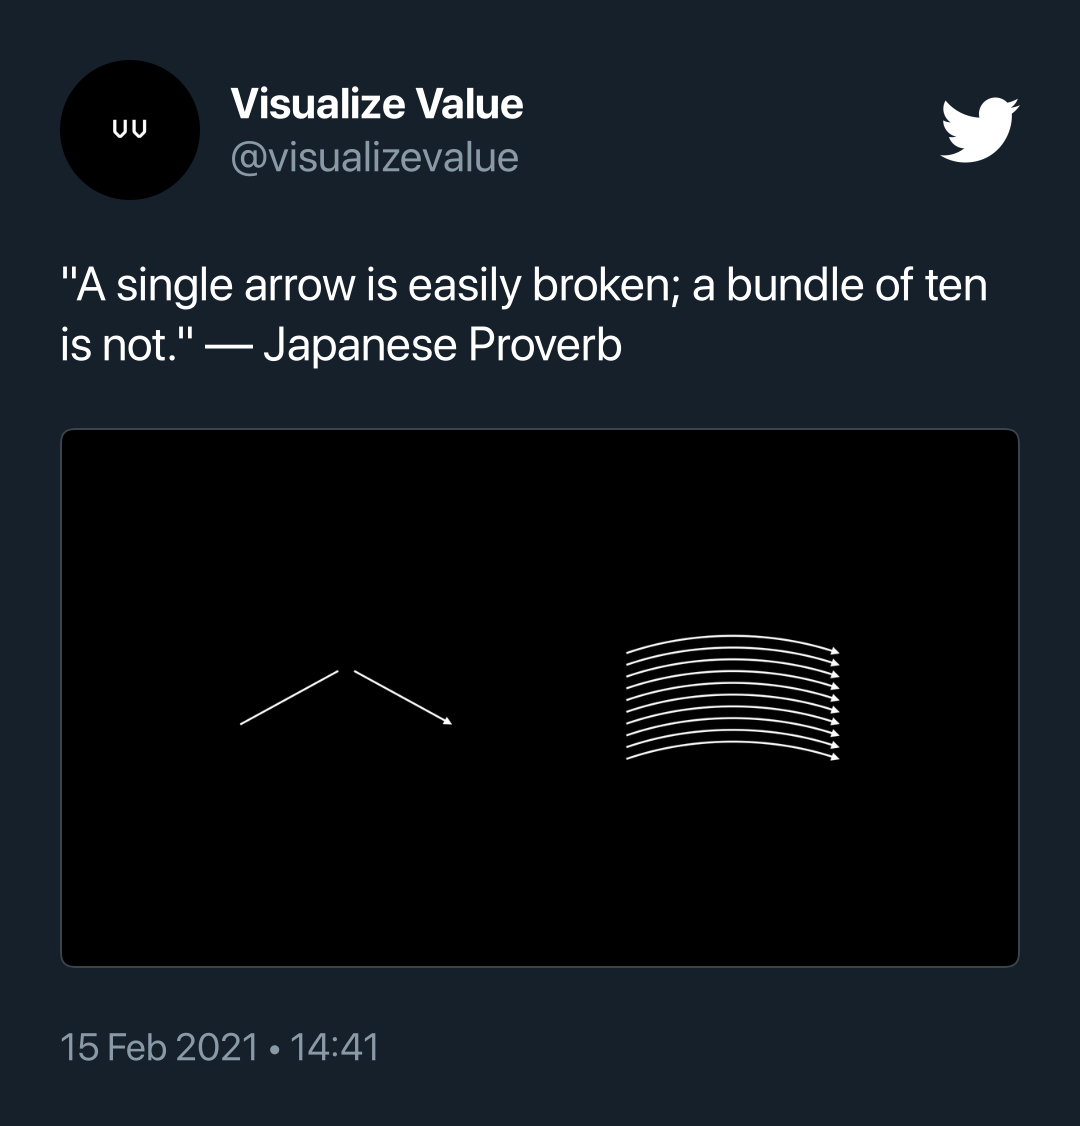 VV
Visualize Value
@visualizevalue
"A single arrow is easily broken; a bundle of ten
is not." — Japanese Proverb
15 Feb 2021 • 14:41